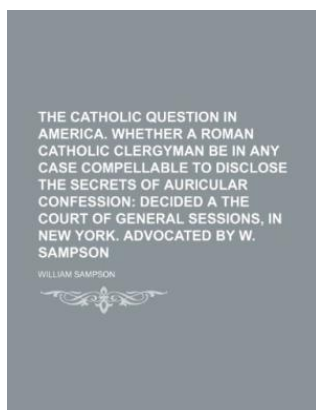 THE CATHOLIC QUESTION IN
AMERICA. WHETHER A ROMAN
CATHOLIC CLERGYMAN BE IN ANY
CASE COMPELLABLE TO DISCLOSE
THE SECRETS OF AURICULAR
CONFESSION: DECIDED A THE
COURT OF GENERAL SESSIONS, IN
NEW YORK. ADVOCATED BY W.
SAMPSON
WILLIAM SAMPSON